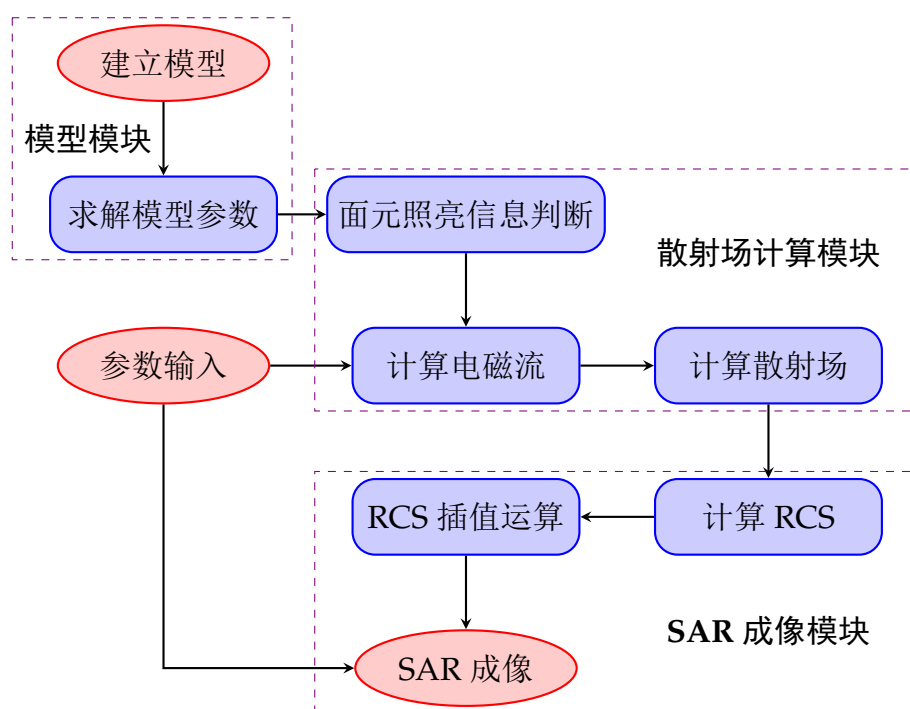 建立模型
模型模块
求解模型参数
面元照亮信息判断
散射场计算模块
参数输入
计算电磁流
计算散射场
RCS 插值运算
计算 RCS
SAR 成像模块
SAR 成像